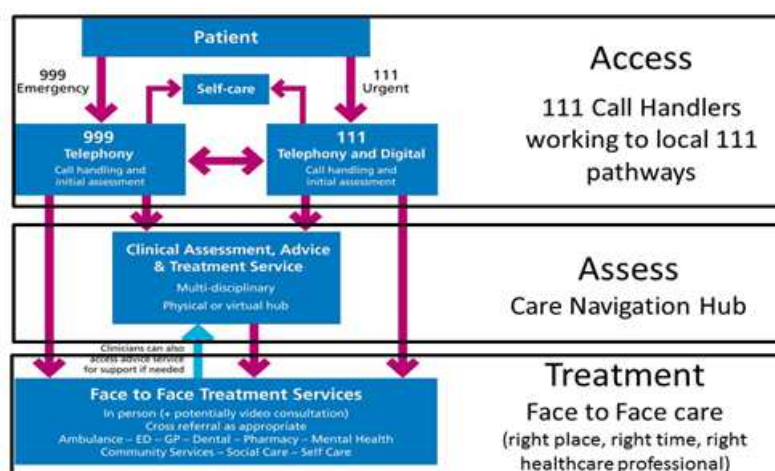 Patient
999
Emergency
111
Urgent
Self-care
999
Telephony
Call handling and
initial assessment
111
Telephony and Digital
Call handling and
initial assessment
Access
111 Call Handlers
working to local 111
pathways
Clinical Assessment, Advice
& Treatment Service
Multi-disciplinary
Physical or virtual hub
Assess
Care Navigation Hub
Clinicians can also
access advice service
for support if needed
Face to Face Treatment Services
In person (+ potentially video consultation)
Cross referral as appropriate
Ambulance – ED – GP – Dental – Pharmacy – Mental Health
Community Services – Social Care – Self Care
Treatment
Face to Face care
(right place, right time, right
healthcare professional)